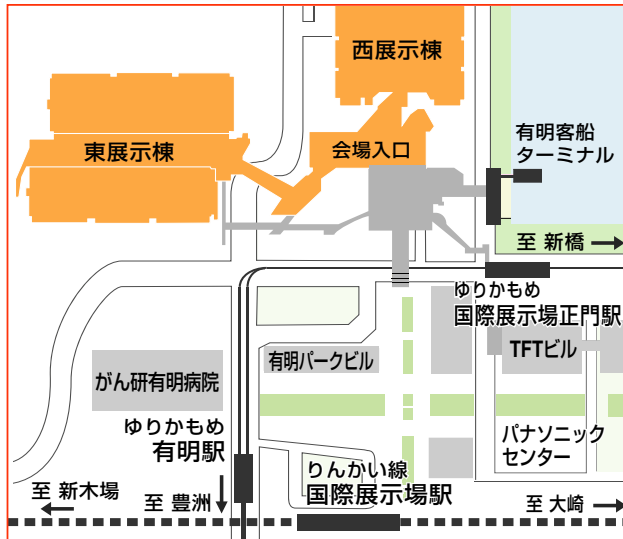 西展示棟
東展示棟
会場入口
有明客船
ターミナル
至 新橋
ゆりかもめ
国際展示場正門駅
TFTビル
有明パークビル
がん研有明病院
ゆりかもめ
有明駅
パナソニック
センター
りんかい線
国際展示場駅
至 新木場
至 豊洲
至 大崎